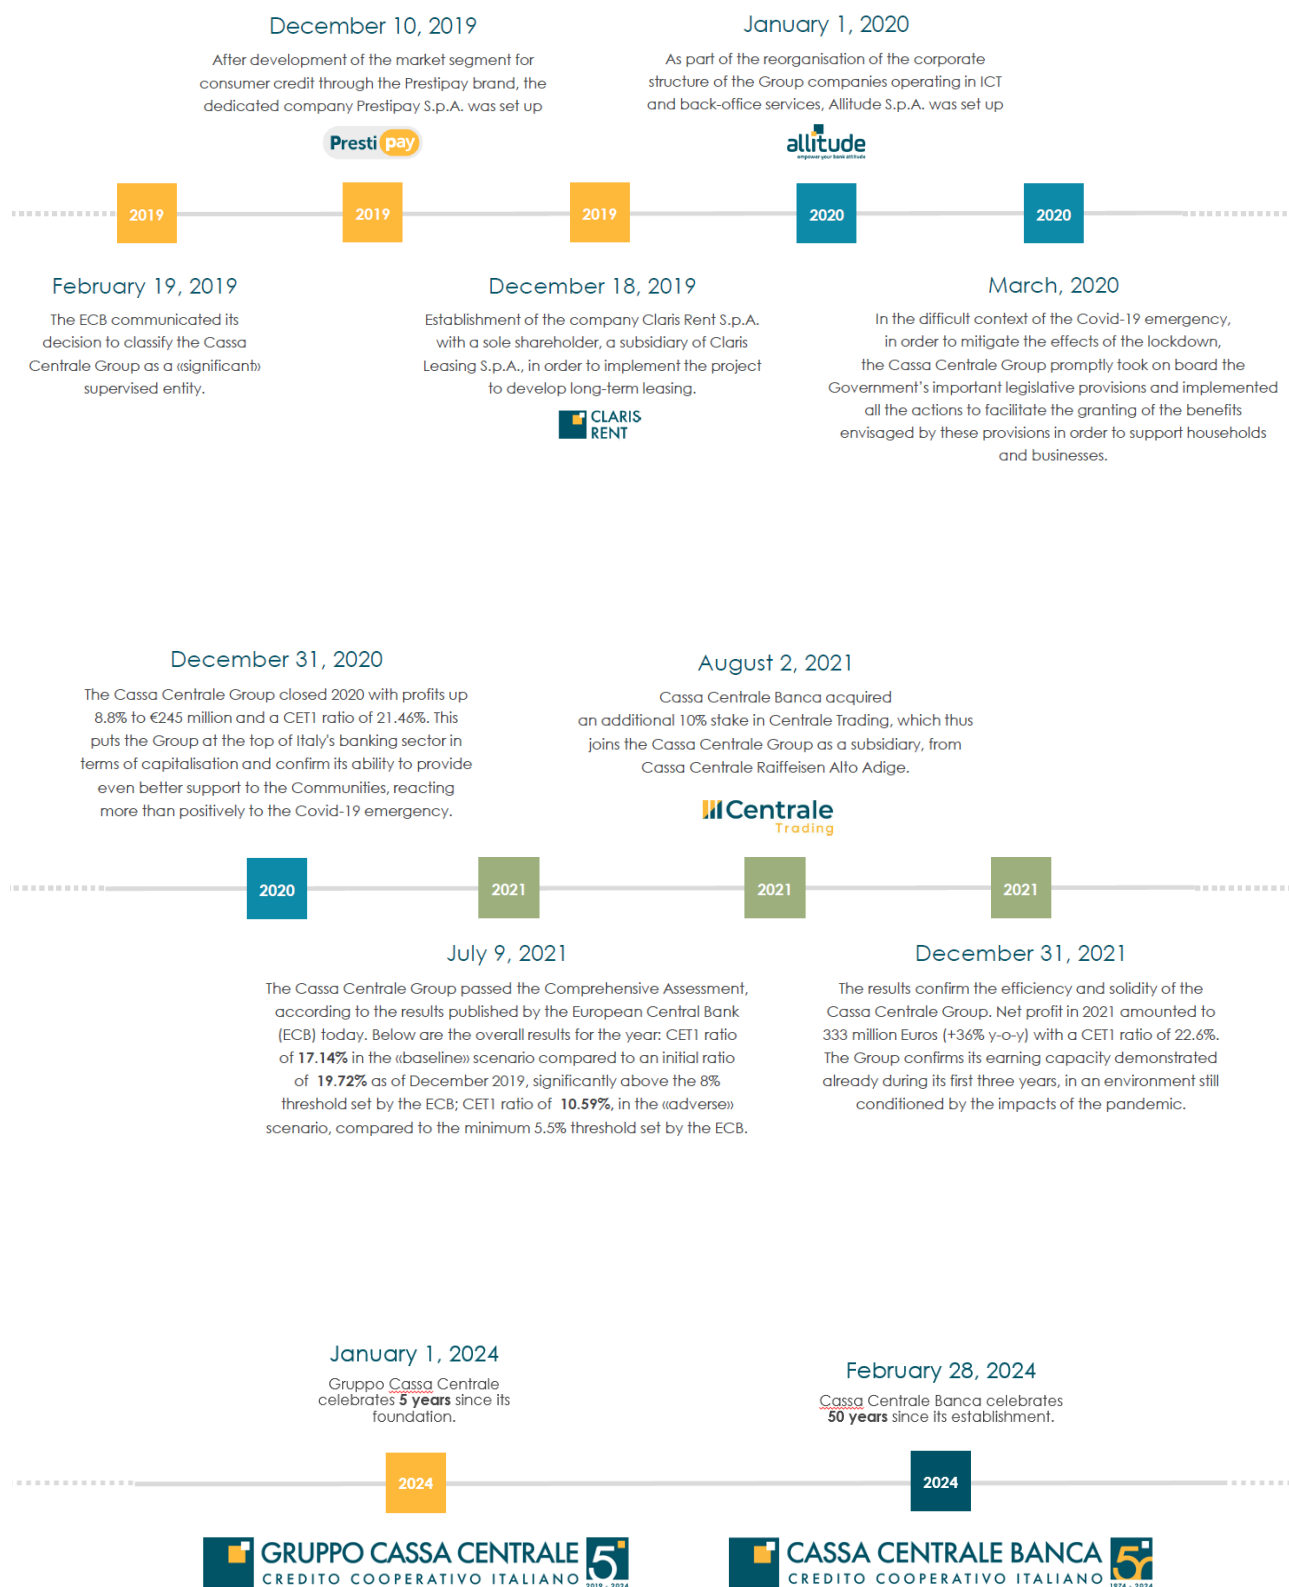 December 10, 2019
After development of the market segment for
consumer credit through the Prestipay brand, the
dedicated company Prestipay S.p.A. was set up
Presti pay
January 1, 2020
As part of the reorganisation of the corporate
structure of the Group companies operating in ICT
and back-office services, Allitude S.p.A. was set up
allitude
empower your bank attitude
2019
2019
2019
2020
2020
February 19, 2019
The ECB communicated its
decision to classify the Cassa
Centrale Group as a «significant»
supervised entity.
December 18, 2019
Establishment of the company Claris Rent S.p.A.
with a sole shareholder, a subsidiary of Claris
Leasing S.p.A., in order to implement the project
to develop long-term leasing.
CLARIS
RENT
March, 2020
In the difficult context of the Covid-19 emergency,
in order to mitigate the effects of the lockdown,
the Cassa Centrale Group promptly took on board the
Government's important legislative provisions and implemented
all the actions to facilitate the granting of the benefits
envisaged by these provisions in order to support households
and businesses.
December 31, 2020
The Cassa Centrale Group closed 2020 with profits up
8.8% to €245 million and a CET1 ratio of 21.46%. This
puts the Group at the top of Italy's banking sector in
terms of capitalisation and confirm its ability to provide
even better support to the Communities, reacting
more than positively to the Covid-19 emergency.
August 2, 2021
Cassa Centrale Banca acquired
an additional 10% stake in Centrale Trading, which thus
joins the Cassa Centrale Group as a subsidiary, from
Cassa Centrale Raiffeisen Alto Adige.
Centrale
Trading
2020
2021
2021
2021
July 9, 2021
The Cassa Centrale Group passed the Comprehensive Assessment,
according to the results published by the European Central Bank
(ECB) today. Below are the overall results for the year: CET1 ratio
of 17.14% in the «baseline» scenario compared to an initial ratio
of 19.72% as of December 2019, significantly above the 8%
threshold set by the ECB; CET1 ratio of 10.59%, in the «adverse»
scenario, compared to the minimum 5.5% threshold set by the ECB.
December 31, 2021
The results confirm the efficiency and solidity of the
Cassa Centrale Group. Net profit in 2021 amounted to
333 million Euros (+36% y-o-y) with a CET1 ratio of 22.6%.
The Group confirms its earning capacity demonstrated
already during its first three years, in an environment still
conditioned by the impacts of the pandemic.
January 1, 2024
Gruppo Cassa Centrale
celebrates 5 years since its
foundation.
February 28, 2024
Cassa Centrale Banca celebrates
50 years since its establishment.
2024
2024
GRUPPO CASSA CENTRALE 5
CREDITO COOPERATIVO ITALIANO 2019 - 2024
CASSA CENTRALE BANCA 50
CREDITO COOPERATIVO ITALIANO 1974 - 2024